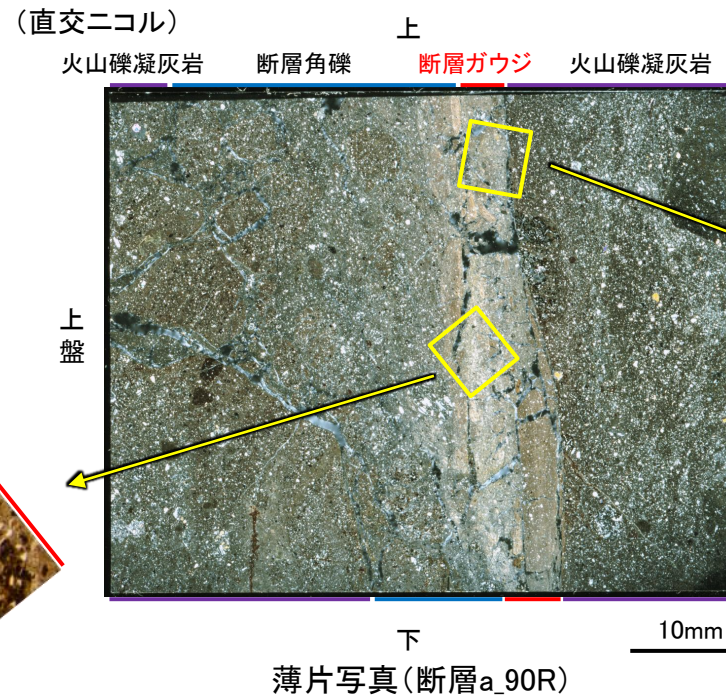 （直交ニコル）
上
火山礫凝灰岩 断層角礫 断層ガウジ 火山礫凝灰岩
上
盤
下
10mm
薄片写真（断層a_90R）